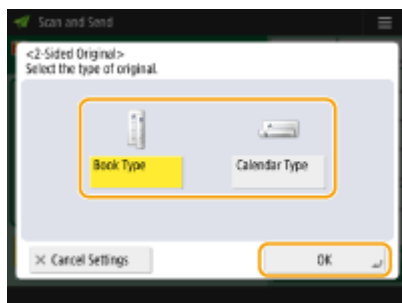 Scan and Send
<2-Sided Original>
Select the type of original.
Book Type
Calendar Type
× Cancel Settings
OK